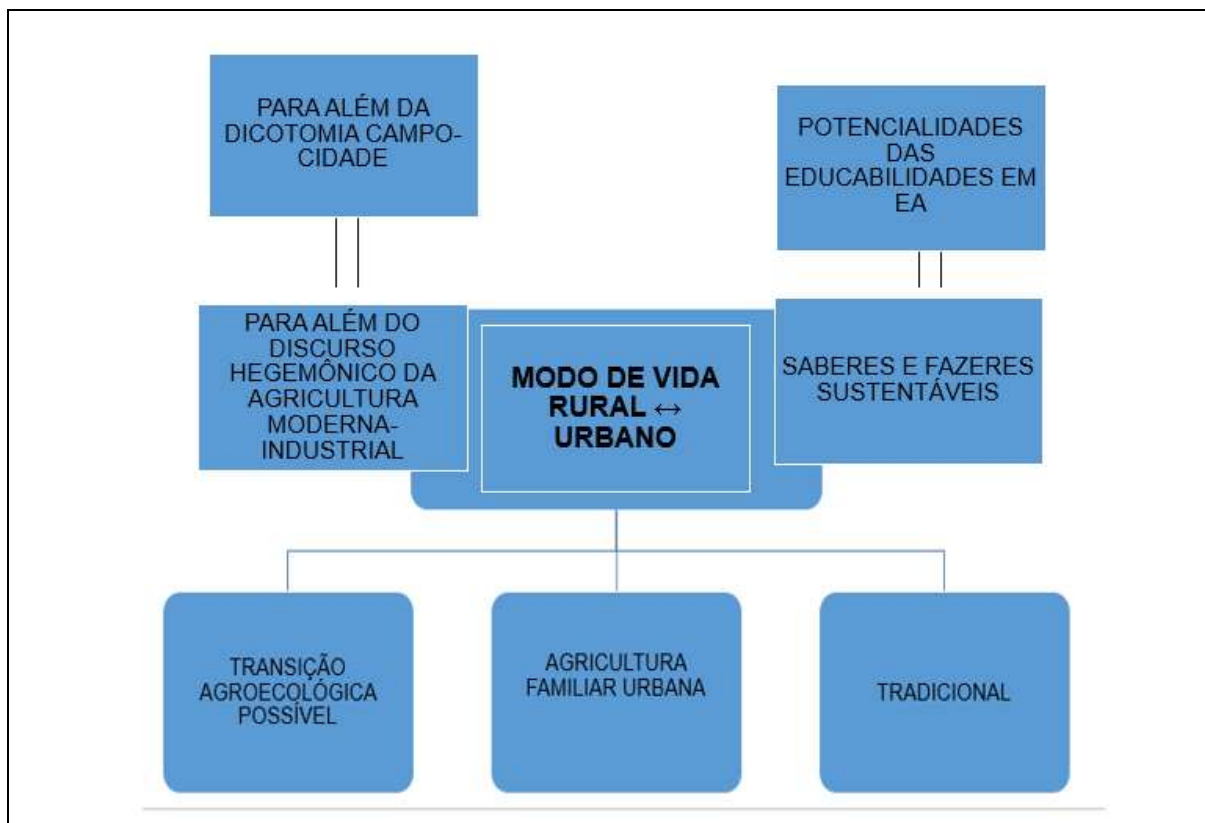 PARA ALÉM DA
DICOTOMIA CAMPO-
CIDADE
POTENCIALIDADES
DAS
EDUCABILIDADES EM
EA
PARA ALÉM DO
DISCURSO
HEGEMÔNICO DA
AGRICULTURA
MODERNA-
INDUSTRIAL
MODO DE VIDA
RURAL ↔
URBANO
SABERES E FAZERES
SUSTENTÁVEIS
TRANSIÇÃO
AGROECOLÓGICA
POSSÍVEL
AGRICULTURA
FAMILIAR URBANA
TRADICIONAL